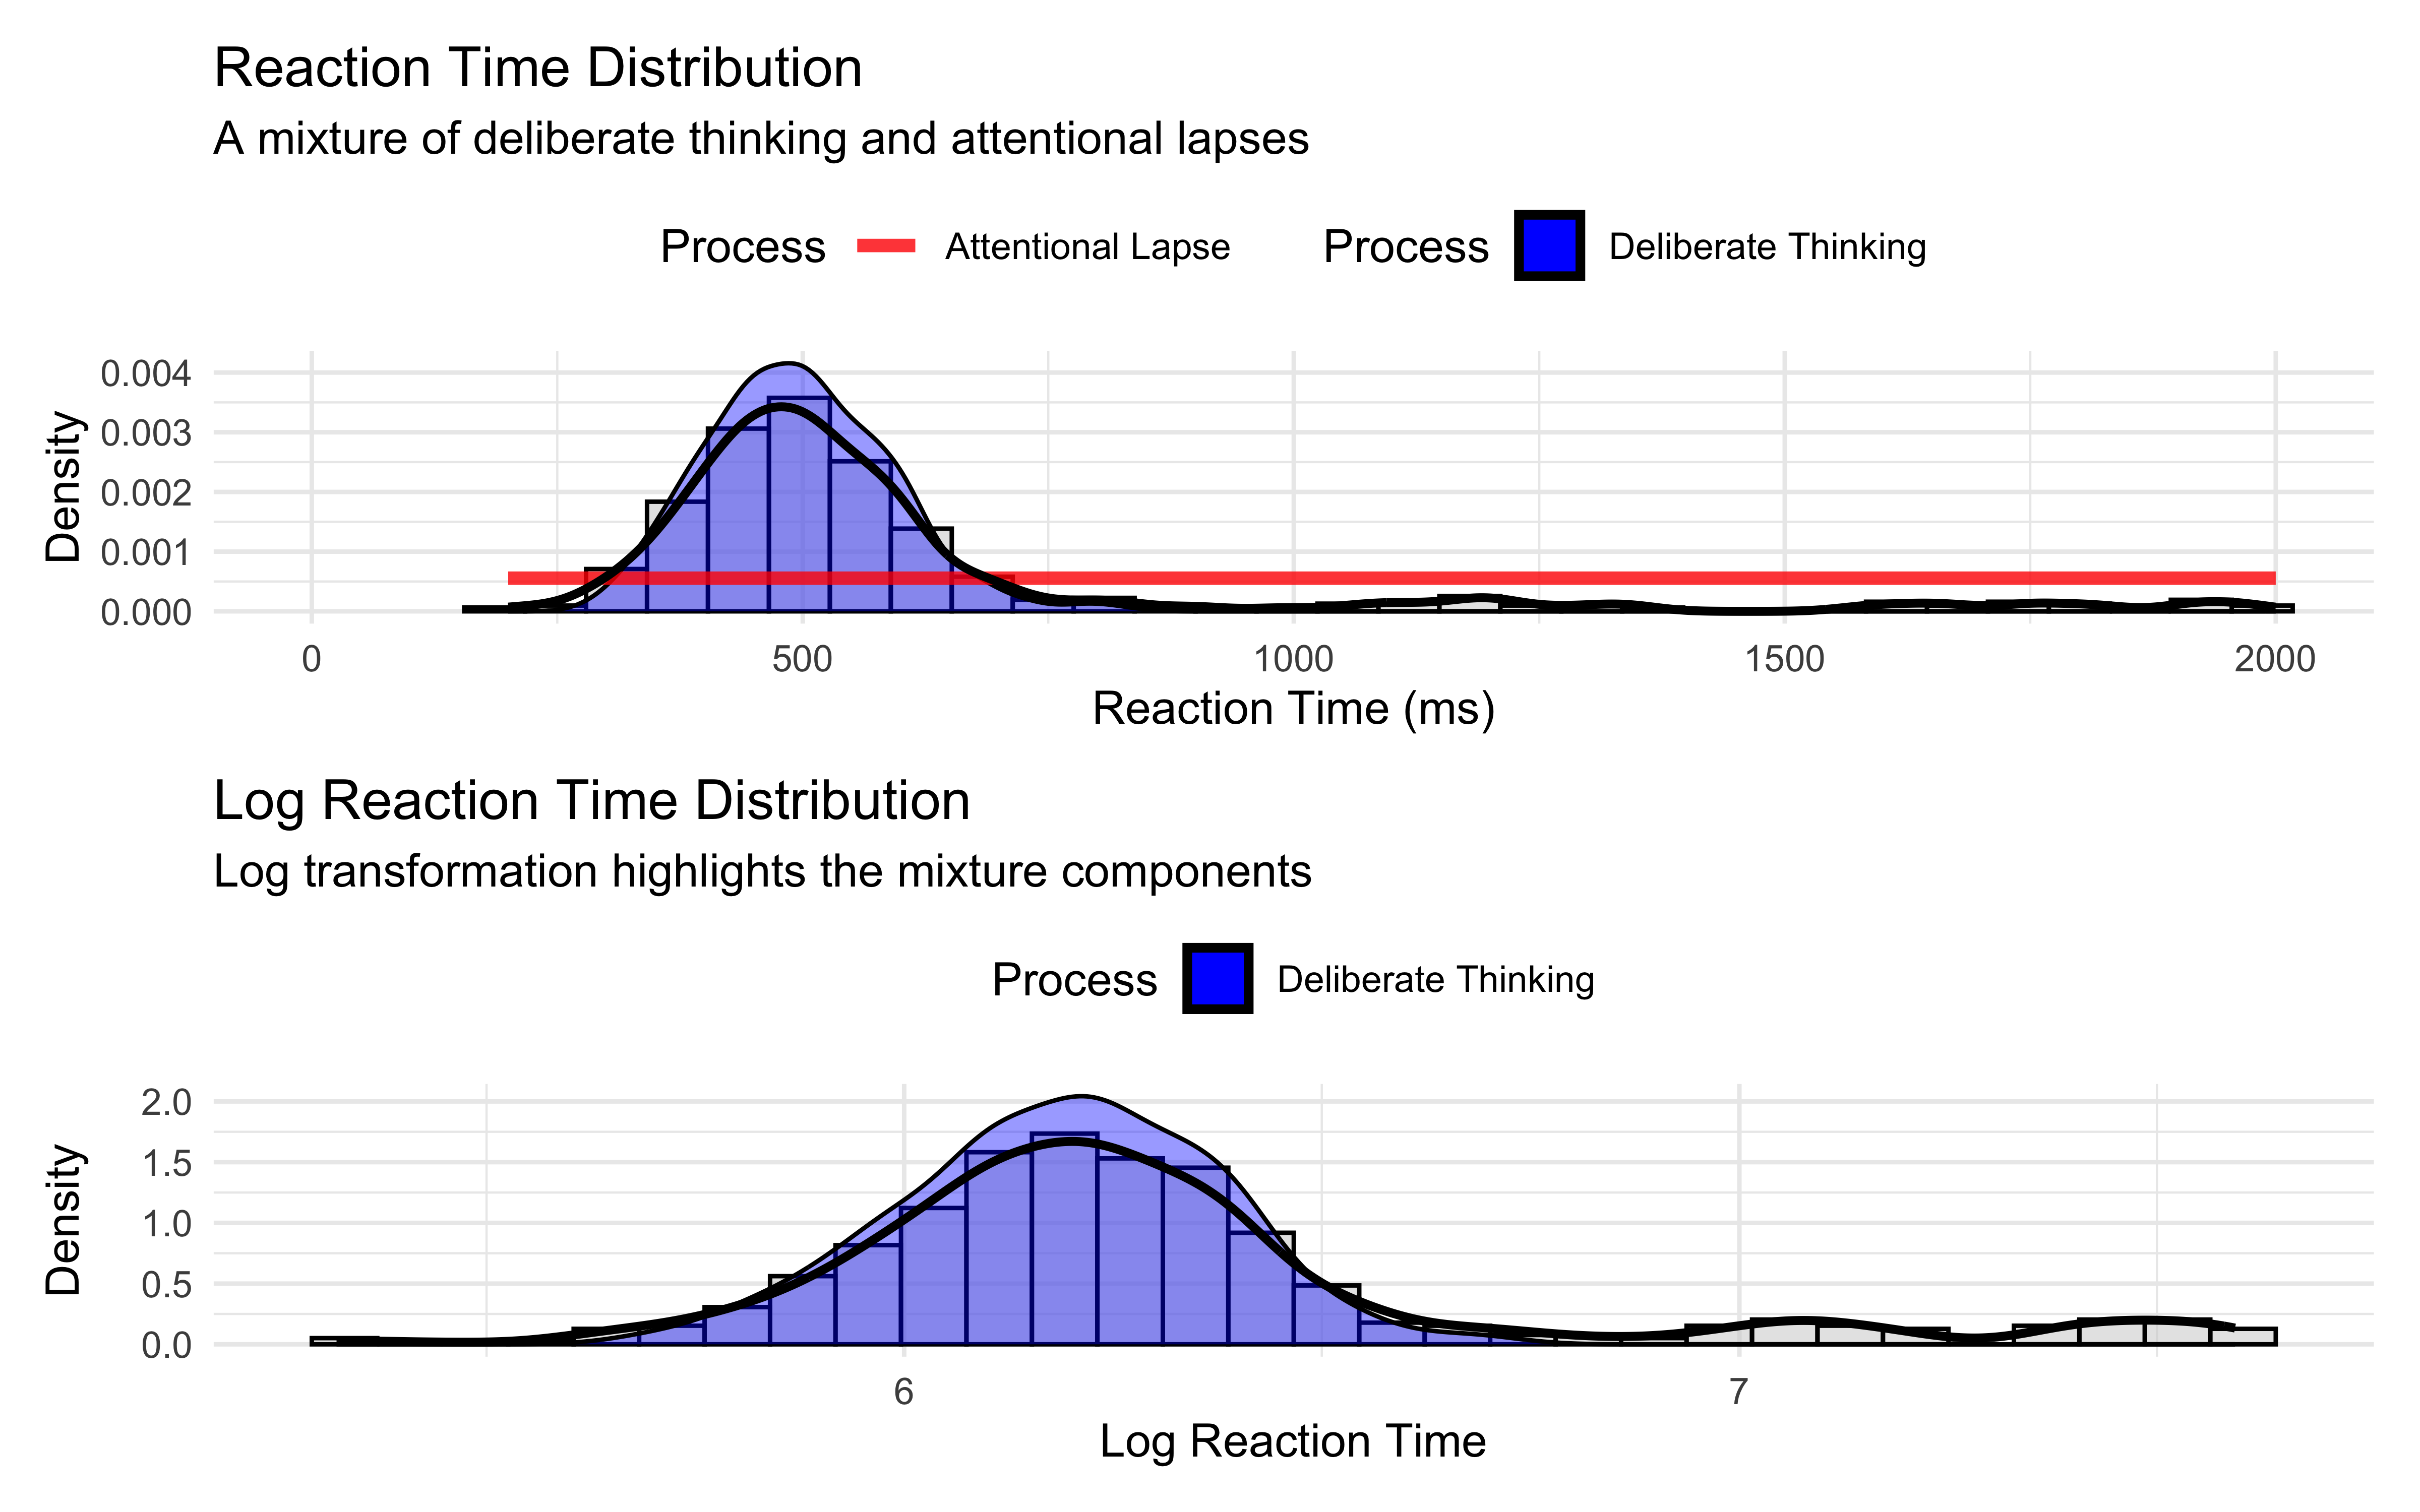 Reaction Time Distribution
A mixture of deliberate thinking and attentional lapses
Process Attentional Lapse Process Deliberate Thinking
Density
0.004
0.003
0.002
0.001
0.000
0 500 1000 1500 2000
Reaction Time (ms)
Log Reaction Time Distribution
Log transformation highlights the mixture components
Process Deliberate Thinking
Density
2.0
1.5
1.0
0.5
0.0
6 7
Log Reaction Time